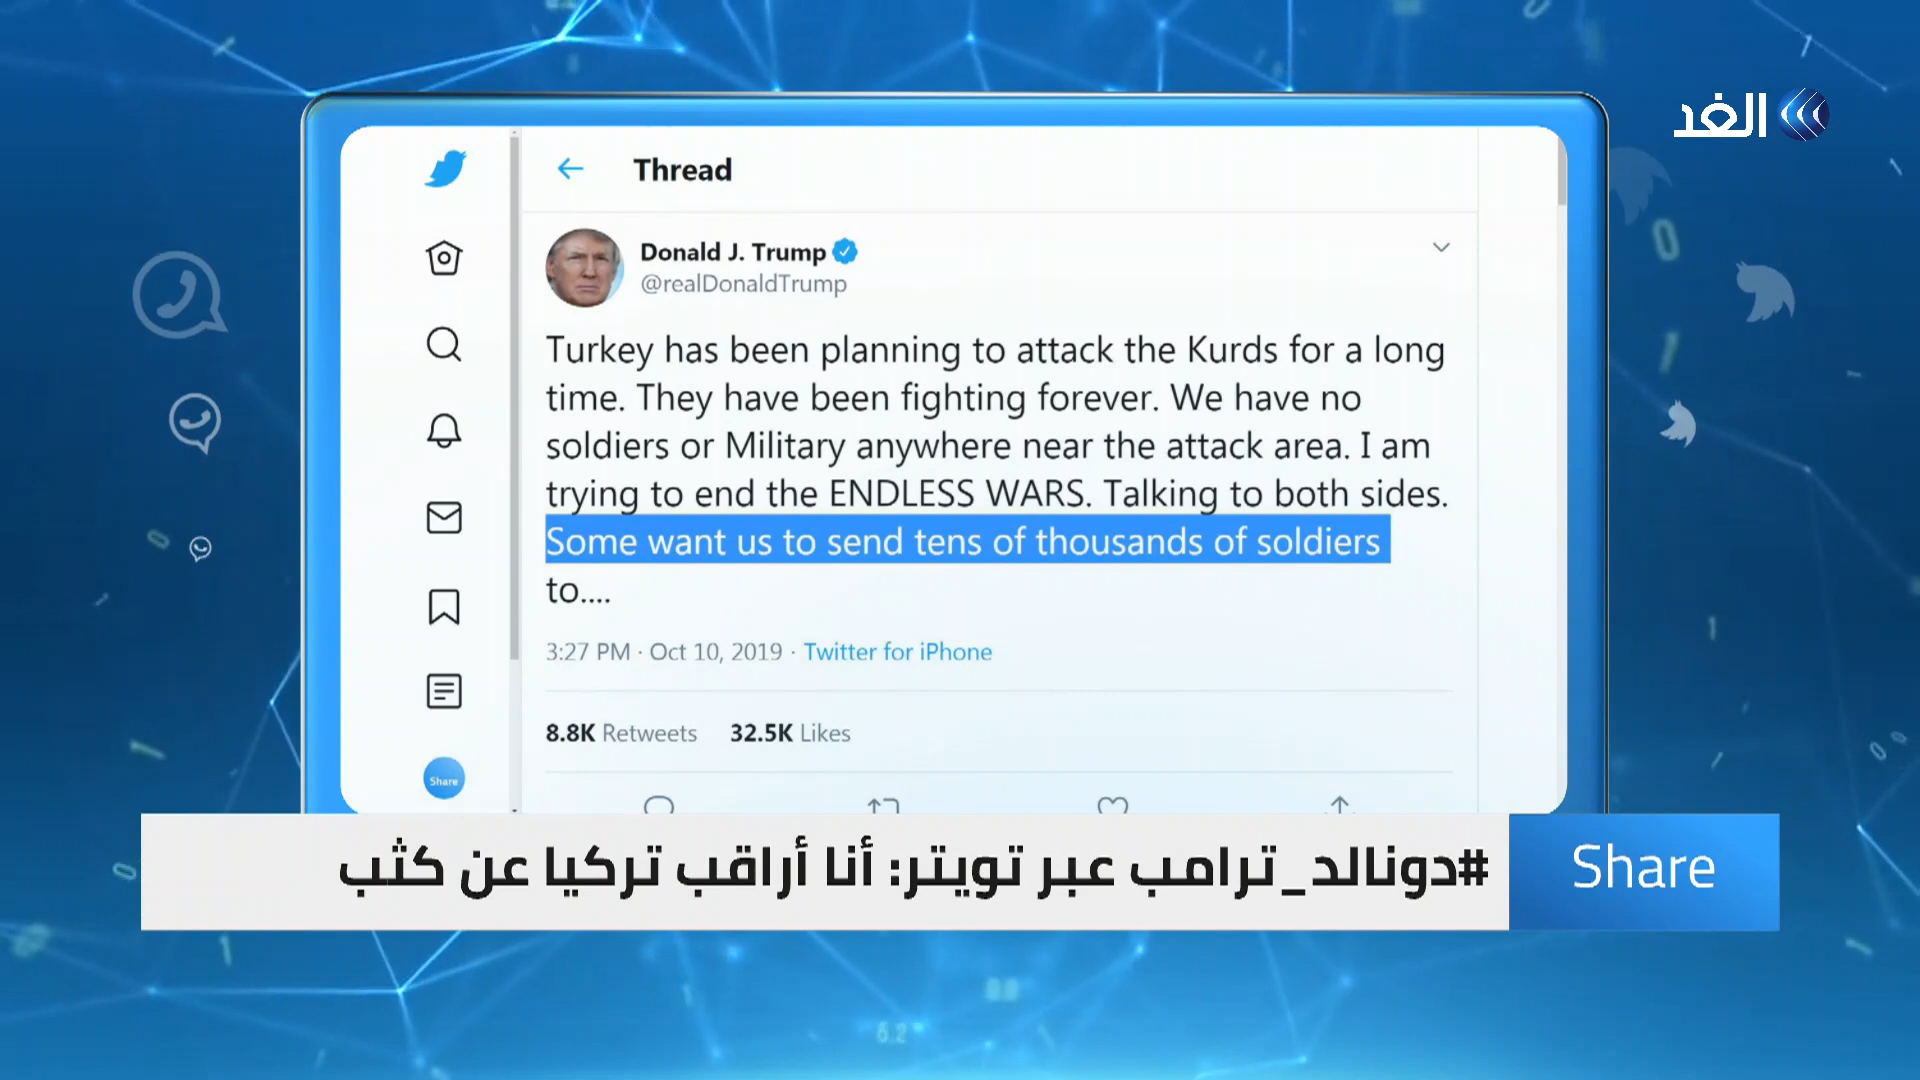 الغد
Thread
Donald J. Trump
@realDonaldTrump
Turkey has been planning to attack the Kurds for a long
time. They have been fighting forever. We have no
soldiers or Military anywhere near the attack area. I am
trying to end the ENDLESS WARS. Talking to both sides.
Some want us to send tens of thousands of soldiers
to....
3:27 PM · Oct 10, 2019 · Twitter for iPhone
8.8K Retweets 32.5K Likes
Share
#دونالد_ترامب عبر تويتر: أنا أراقب تركيا عن كثب
Share